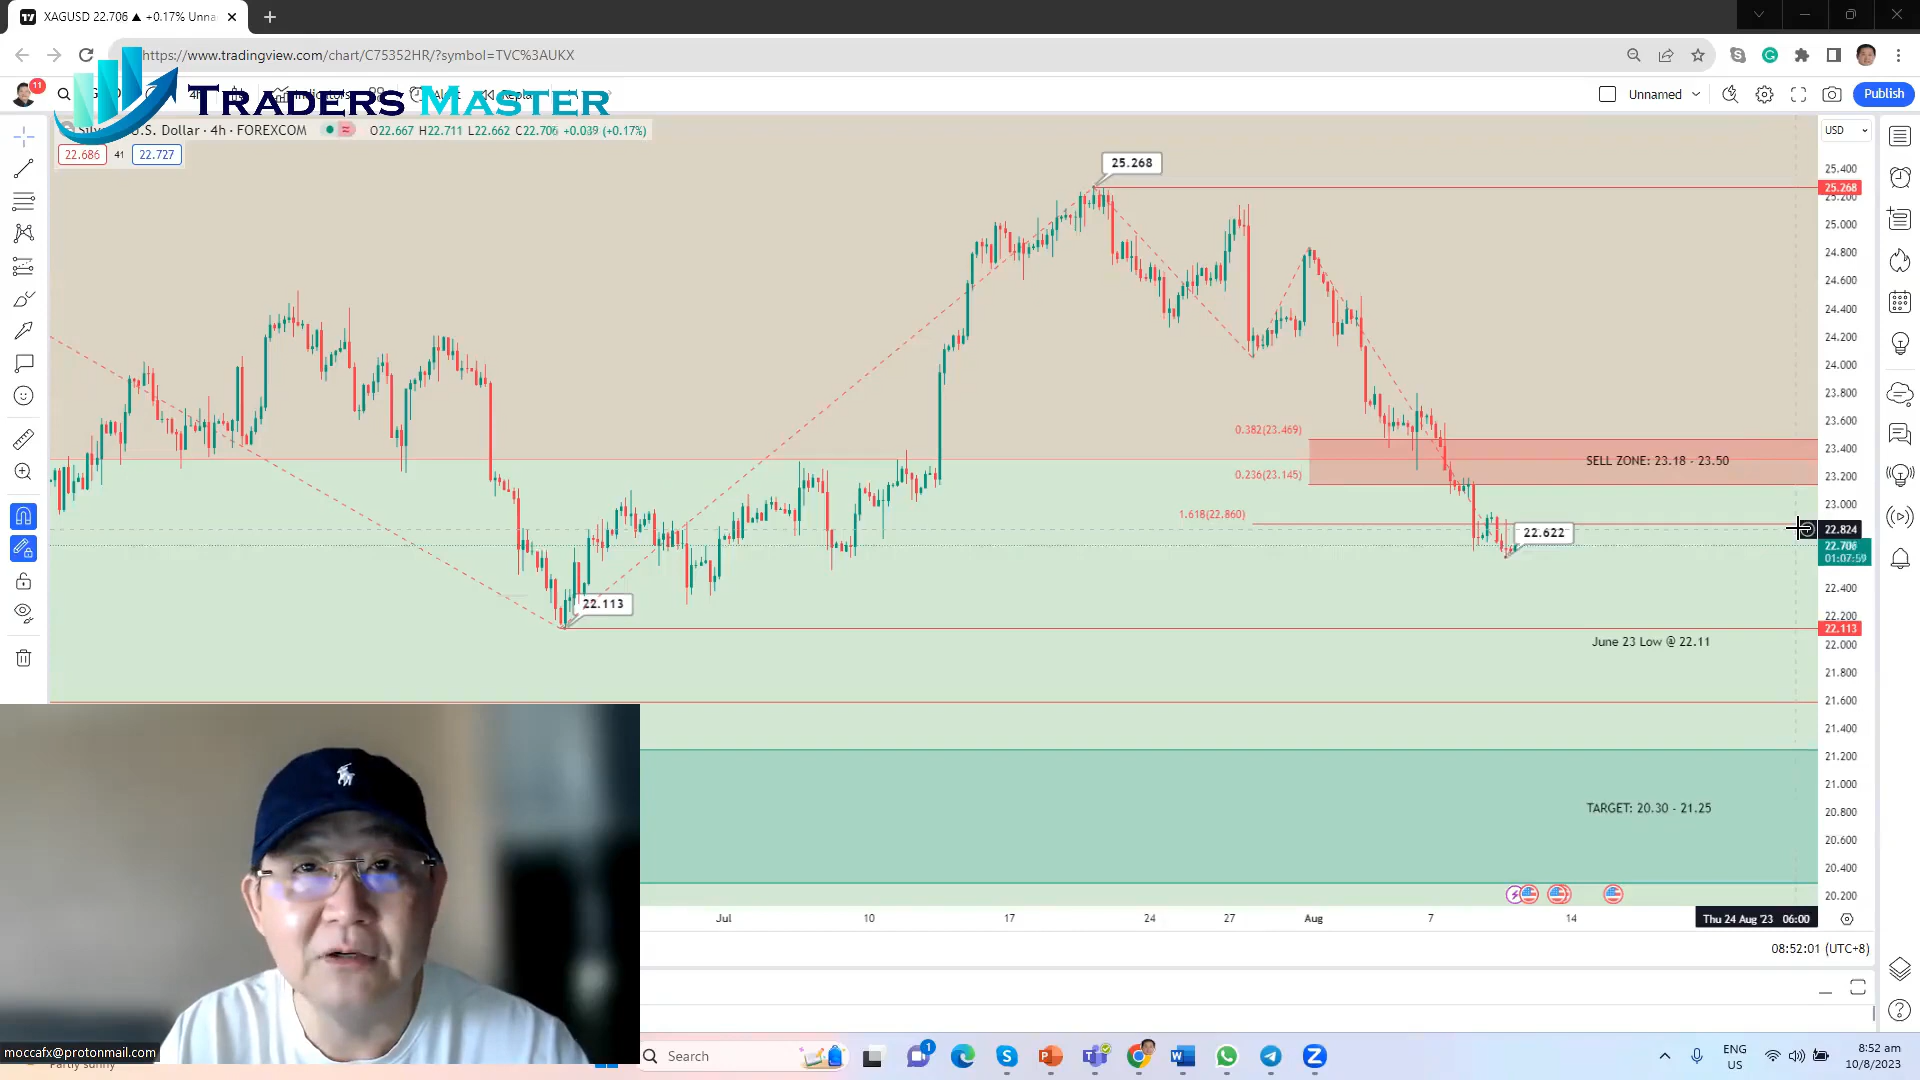 XAGUSD 22.706 ▲ +0.17% Unna
https://www.tradingview.com/chart/C75352HR/?symbol=TVC%3AUKX
11
TRADERS MASTER
Unnamed
Publish
U.S. Dollar · 4h · FOREXCOM
O22.667 H22.711 L22.662 C22.706 +0.039 (+0.17%)
USD
22.686
41
22.727
25.268
25.400
25.268
25.200
25.000
24.800
24.600
24.400
24.200
24.000
23.800
23.600
0.382(23.469)
23.400
SELL ZONE: 23.18 - 23.50
0.236(23.145)
23.200
23.000
1.618(22.860)
22.622
22.824
22.706
01:07:59
22.400
22.113
22.200
22.113
June 23 Low @ 22.11
22.000
21.800
21.600
21.400
21.200
21.000
TARGET: 20.30 - 21.25
20.800
20.600
20.400
20.200
Jul
10
17
24
27
Aug
7
14
Thu 24 Aug '23 06:00
08:52:01 (UTC+8)
moccafx@protonmail.com
Partly sunny
Search
1
ENG
US
8:52 am
10/8/2023